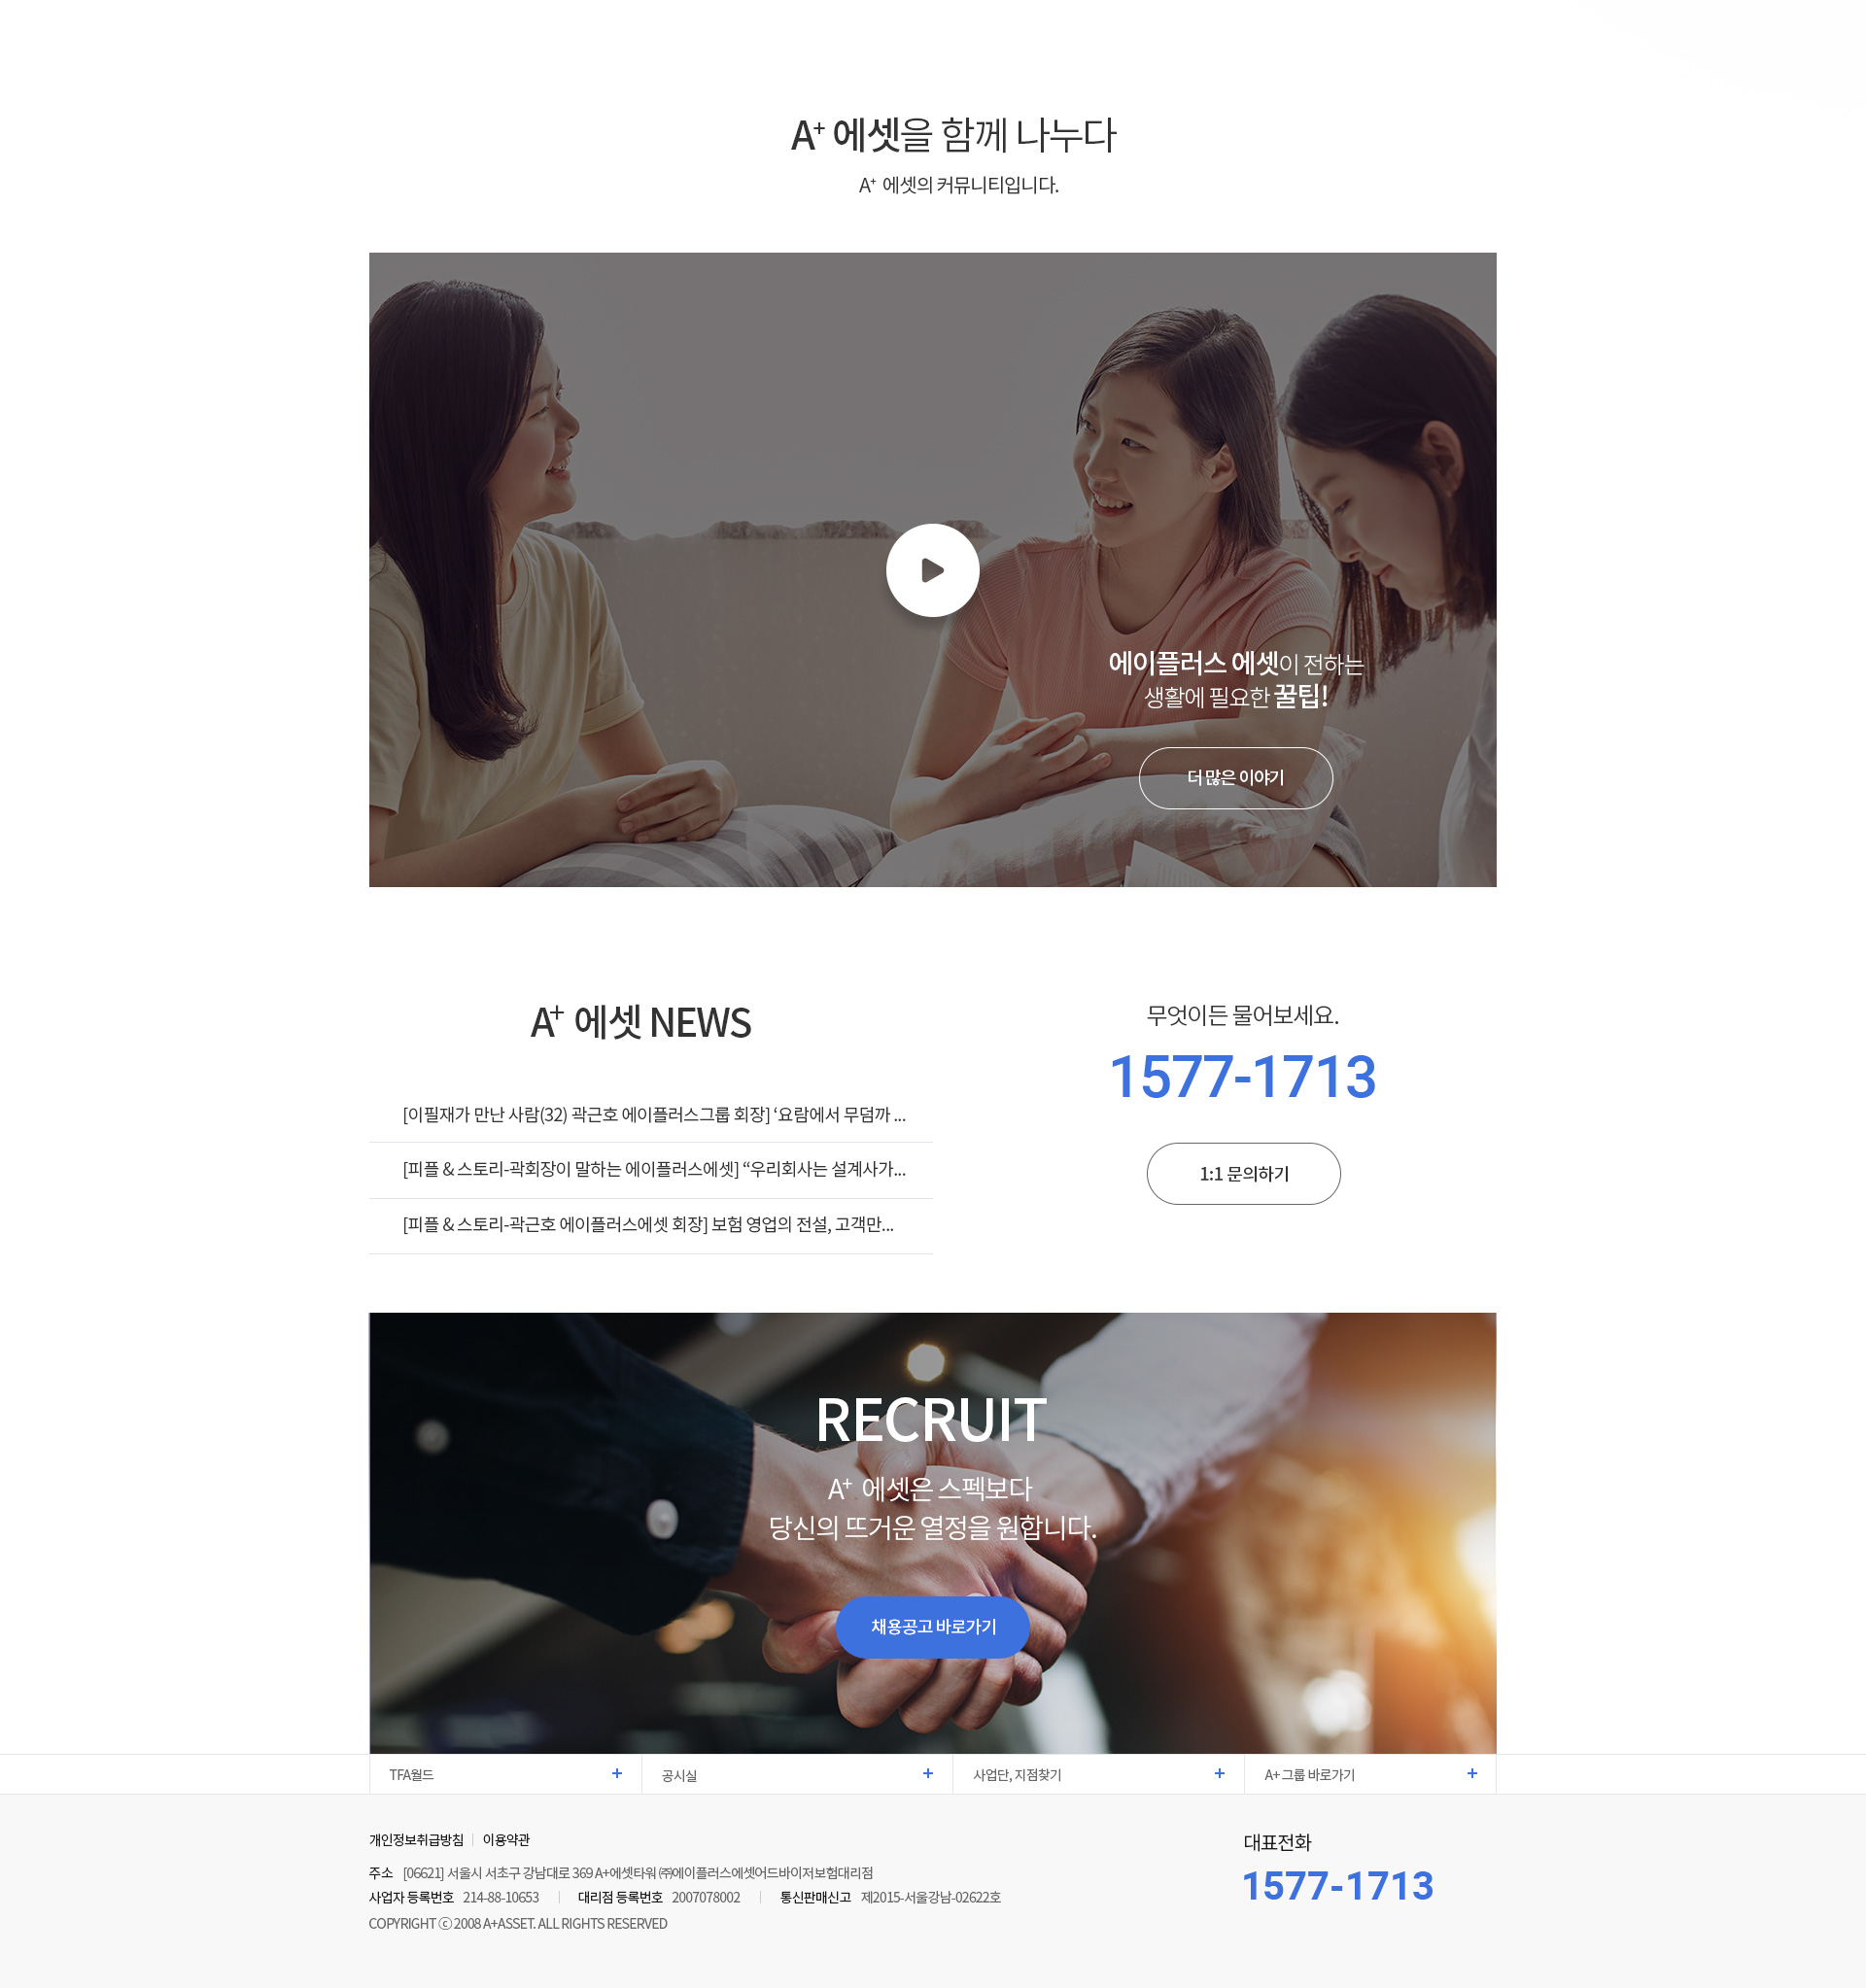 A⁺ 에셋을 함께 나누다
A⁺ 에셋의 커뮤니티입니다.
에이플러스 에셋이 전하는
생활에 필요한 꿀팁!
더 많은 이야기
A⁺ 에셋 NEWS
[이필재가 만난 사람(32) 곽근호 에이플러스그룹 회장] ‘요람에서 무덤까 ...
[피플 & 스토리-곽회장이 말하는 에이플러스에셋] “우리회사는 설계사가...
[피플 & 스토리-곽근호 에이플러스에셋 회장] 보험 영업의 전설, 고객만...
무엇이든 물어보세요.
1577-1713
1:1 문의하기
RECRUIT
A⁺ 에셋은 스펙보다
당신의 뜨거운 열정을 원합니다.
채용공고 바로가기
TFA월드
공시실
사업단, 지점찾기
A+ 그룹 바로가기
개인정보취급방침 | 이용약관
주소 [06621] 서울시 서초구 강남대로 369 A+에셋타워 ㈜에이플러스에셋어드바이저보험대리점
사업자 등록번호 214-88-10653 | 대리점 등록번호 2007078002 | 통신판매신고 제2015-서울강남-02622호
COPYRIGHT ⓒ 2008 A+ASSET. ALL RIGHTS RESERVED
대표전화
1577-1713